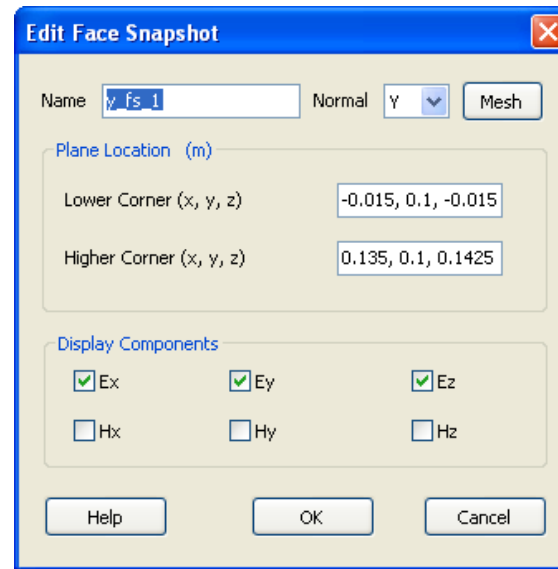 Edit Face Snapshot
Name y_fs_1 Normal Y Mesh
Plane Location (m)
Lower Corner (x, y, z) -0.015, 0.1, -0.015
Higher Corner (x, y, z) 0.135, 0.1, 0.1425
Display Components
Ex Ey Ez
Hx Hy Hz
Help OK Cancel